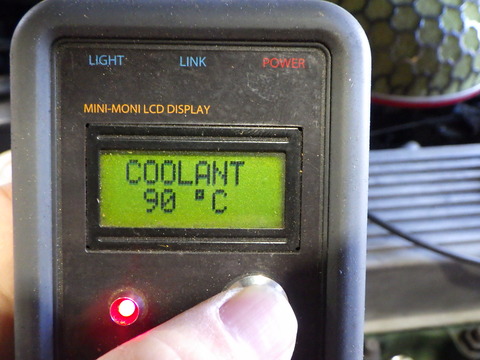 LIGHT LINK POWER
MINI-MONI LCD DISPLAY
COOLANT
90 °C